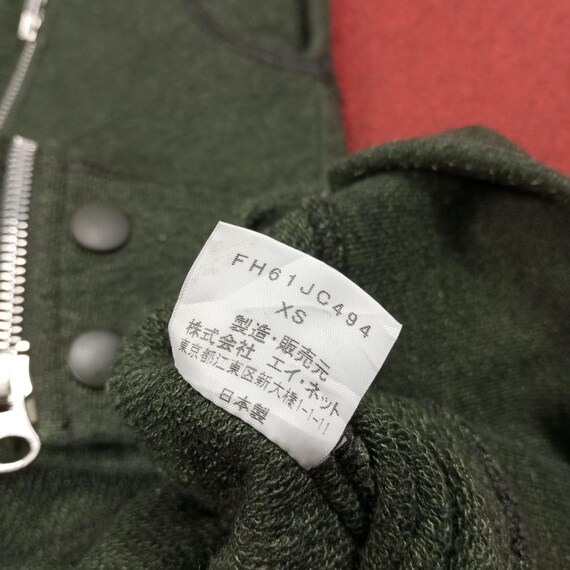 FH61JC494
XS
製造・販売元
株式会社 エイ・ネット
東京都江東区新大橋1-1-11
日本製